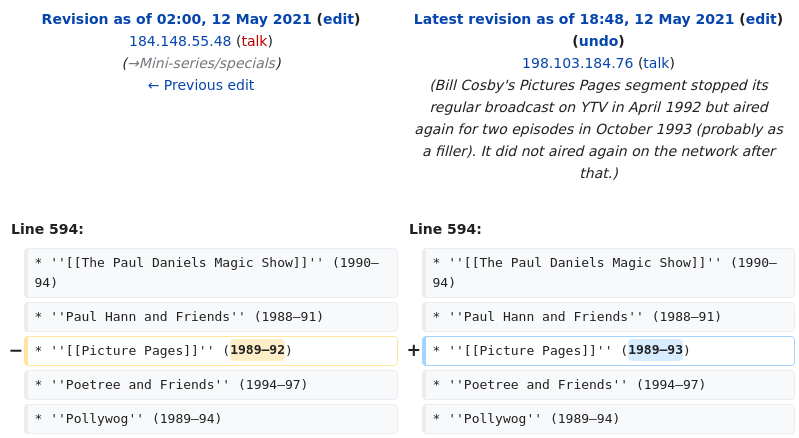 Revision as of 02:00, 12 May 2021 (edit)
184.148.55.48 (talk)
(→Mini-series/specials)
← Previous edit
Latest revision as of 18:48, 12 May 2021 (edit)
(undo)
198.103.184.76 (talk)
(Bill Cosby's Pictures Pages segment stopped its
regular broadcast on YTV in April 1992 but aired
again for two episodes in October 1993 (probably as
a filler). It did not aired again on the network after
that.)
Line 594:
* ''[[The Paul Daniels Magic Show]]'' (1990–
94)
* ''Paul Hann and Friends'' (1988–91)
− * ''[[Picture Pages]]'' (1989–92)
* ''Poetree and Friends'' (1994–97)
* ''Pollywog'' (1989–94)
Line 594:
* ''[[The Paul Daniels Magic Show]]'' (1990–
94)
* ''Paul Hann and Friends'' (1988–91)
+ * ''[[Picture Pages]]'' (1989–93)
* ''Poetree and Friends'' (1994–97)
* ''Pollywog'' (1989–94)